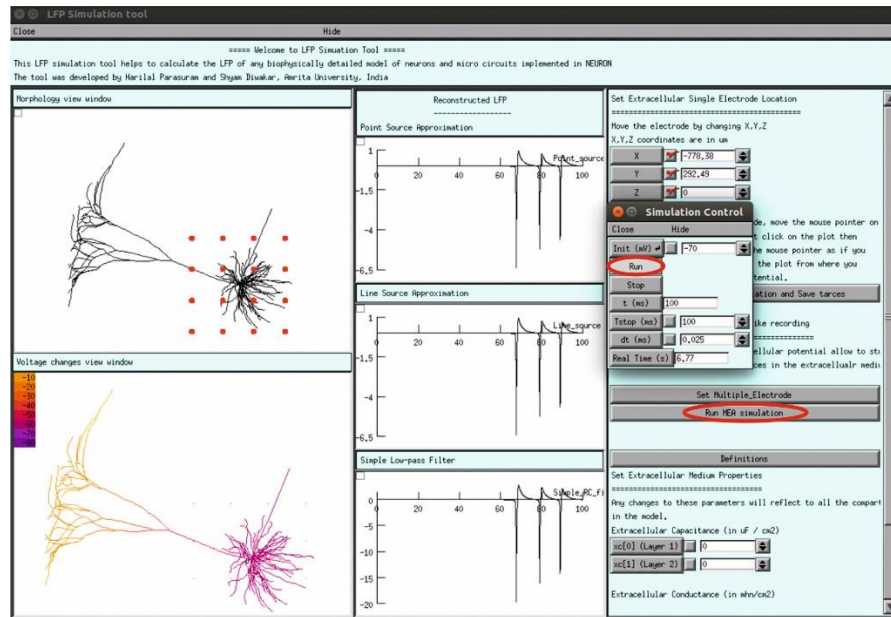 LFP Simulation tool
Close Hide
===== Welcome to LFP Simuation Tool =====
This LFP simulation tool helps to calculate the LFP of any biophysically detailed model of neurons and micro circuits implemented in NEURON
The tool was developed by Harilal Parasuram and Shyam Diwakar, Amrita University, India
Morphology view window
Voltage changes view window
-10
-20
-30
-40
-50
-60
-70
-80
Reconstructed LFP
------------------
Point Source Approximation
Point_source
1
0 20 40 60 80 100
-1.5
-4
-6.5
Line Source Approximation
Line_source
1
0 20 40 60 80 100
-1.5
-4
-6.5
Simple Low-pass Filter
Simple_RC_fi
0 20 40 60 80 100
-5
-10
-15
-20
Set Extracellular Single Electrode Location
Move the electrode by changing X,Y,Z
X,Y,Z coordinates are in um
X -778.38
Y 292.49
Z 0
Simulation Control
Close Hide
Init (mV) -70
Run
Stop
t (ms) 100
Tstop (ms) 100
dt (ms) 0.025
Real Time (s) 6.77
de, move the mouse pointer on
t click on the plot then
he mouse pointer as if you
the plot from where you
tential.
ation and Save tarces
ike recording
ellular potential allow to stu
ces in the extracellualr mediu
Set Multiple_Electrode
Run MEA simulation
Definitions
Set Extracellular Medium Properties
Any changes to these parameters will reflect to all the compart
in the model.
Extracellular Capacitance (in uF / cm2)
xc[0] (Layer 1) 0
xc[1] (Layer 2) 0
Extracellular Conductance (in mhn/cm2)